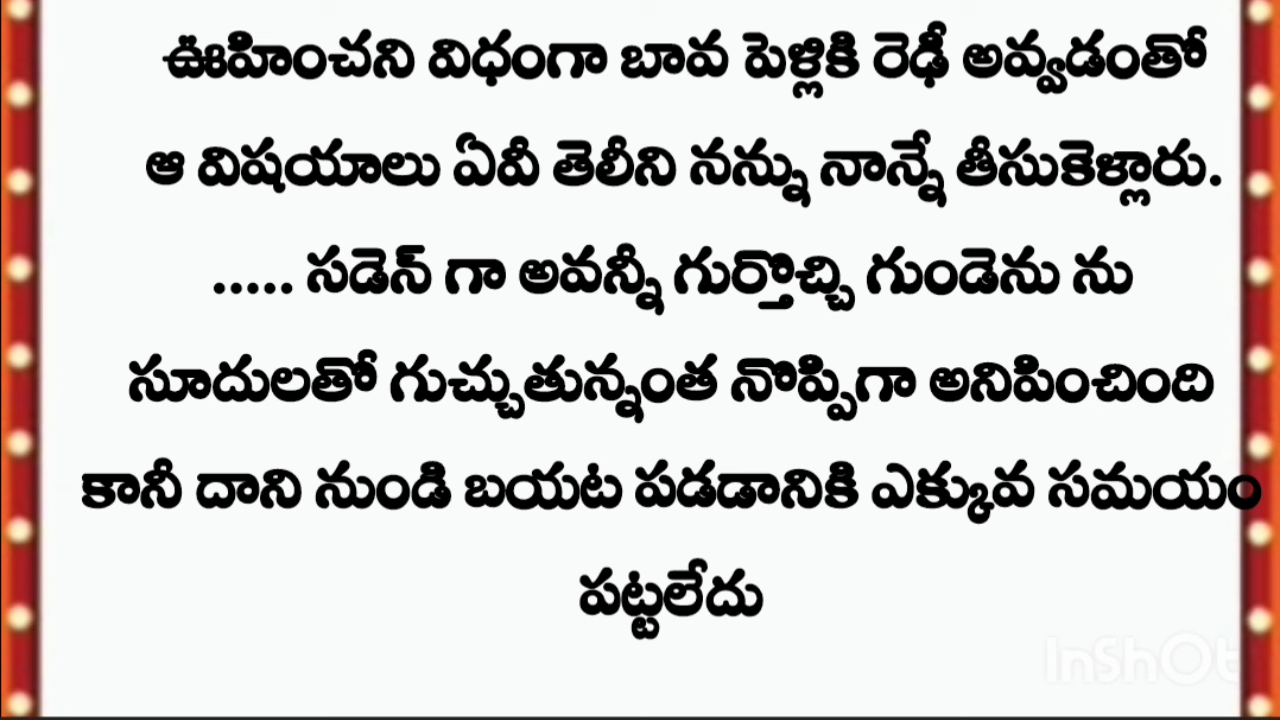 ఊహించని విధంగా బావ పెళ్లికి రెఢీ అవ్వడంతో
ఆ విషయాలు ఏవీ తెలీని నన్ను నాన్నే తీసుకెళ్లారు.
..... సడెన్ గా అవన్నీ గుర్తొచ్చి గుండెను ను
సూదులతో గుచ్చుతున్నంత నొప్పిగా అనిపించింది
కానీ దాని నుండి బయట పడడానికి ఎక్కువ సమయం
పట్టలేదు
InShOt